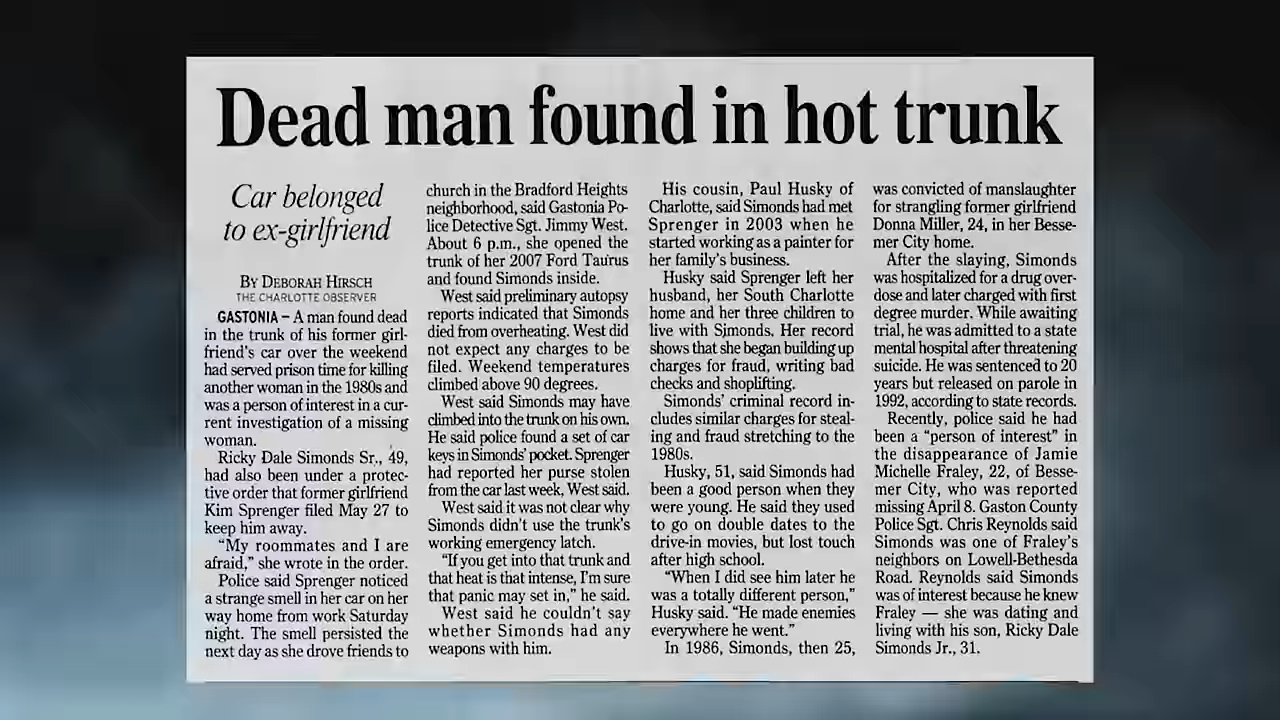 Dead man found in hot trunk
Car belonged
to ex-girlfriend
BY DEBORAH HIRSCH
THE CHARLOTTE OBSERVER
GASTONIA – A man found dead
in the trunk of his former girl-
friend's car over the weekend
had served prison time for killing
another woman in the 1980s and
was a person of interest in a cur-
rent investigation of a missing
woman.
Ricky Dale Simonds Sr., 49,
had also been under a protec-
tive order that former girlfriend
Kim Sprenger filed May 27 to
keep him away.
"My roommates and I are
afraid," she wrote in the order.
Police said Sprenger noticed
a strange smell in her car on her
way home from work Saturday
night. The smell persisted the
next day as she drove friends to
church in the Bradford Heights
neighborhood, said Gastonia Po-
lice Detective Sgt. Jimmy West.
About 6 p.m., she opened the
trunk of her 2007 Ford Taurus
and found Simonds inside.
West said preliminary autopsy
reports indicated that Simonds
died from overheating. West did
not expect any charges to be
filed. Weekend temperatures
climbed above 90 degrees.
West said Simonds may have
climbed into the trunk on his own.
He said police found a set of car
keys in Simonds' pocket. Sprenger
had reported her purse stolen
from the car last week, West said.
West said it was not clear why
Simonds didn't use the trunk's
working emergency latch.
"If you get into that trunk and
that heat is that intense, I'm sure
that panic may set in," he said.
West said he couldn't say
whether Simonds had any
weapons with him.
His cousin, Paul Husky of
Charlotte, said Simonds had met
Sprenger in 2003 when he
started working as a painter for
her family's business.
Husky said Sprenger left her
husband, her South Charlotte
home and her three children to
live with Simonds. Her record
shows that she began building up
charges for fraud, writing bad
checks and shoplifting.
Simonds' criminal record in-
cludes similar charges for steal-
ing and fraud stretching to the
1980s.
Husky, 51, said Simonds had
been a good person when they
were young. He said they used
to go on double dates to the
drive-in movies, but lost touch
after high school.
"When I did see him later he
was a totally different person,"
Husky said. "He made enemies
everywhere he went."
In 1986, Simonds, then 25,
was convicted of manslaughter
for strangling former girlfriend
Donna Miller, 24, in her Besse-
mer City home.
After the slaying, Simonds
was hospitalized for a drug over-
dose and later charged with first
degree murder. While awaiting
trial, he was admitted to a state
mental hospital after threatening
suicide. He was sentenced to 20
years but released on parole in
1992, according to state records.
Recently, police said he had
been a "person of interest" in
the disappearance of Jamie
Michelle Fraley, 22, of Besse-
mer City, who was reported
missing April 8. Gaston County
Police Sgt. Chris Reynolds said
Simonds was one of Fraley's
neighbors on Lowell-Bethesda
Road. Reynolds said Simonds
was of interest because he knew
Fraley — she was dating and
living with his son, Ricky Dale
Simonds Jr., 31.